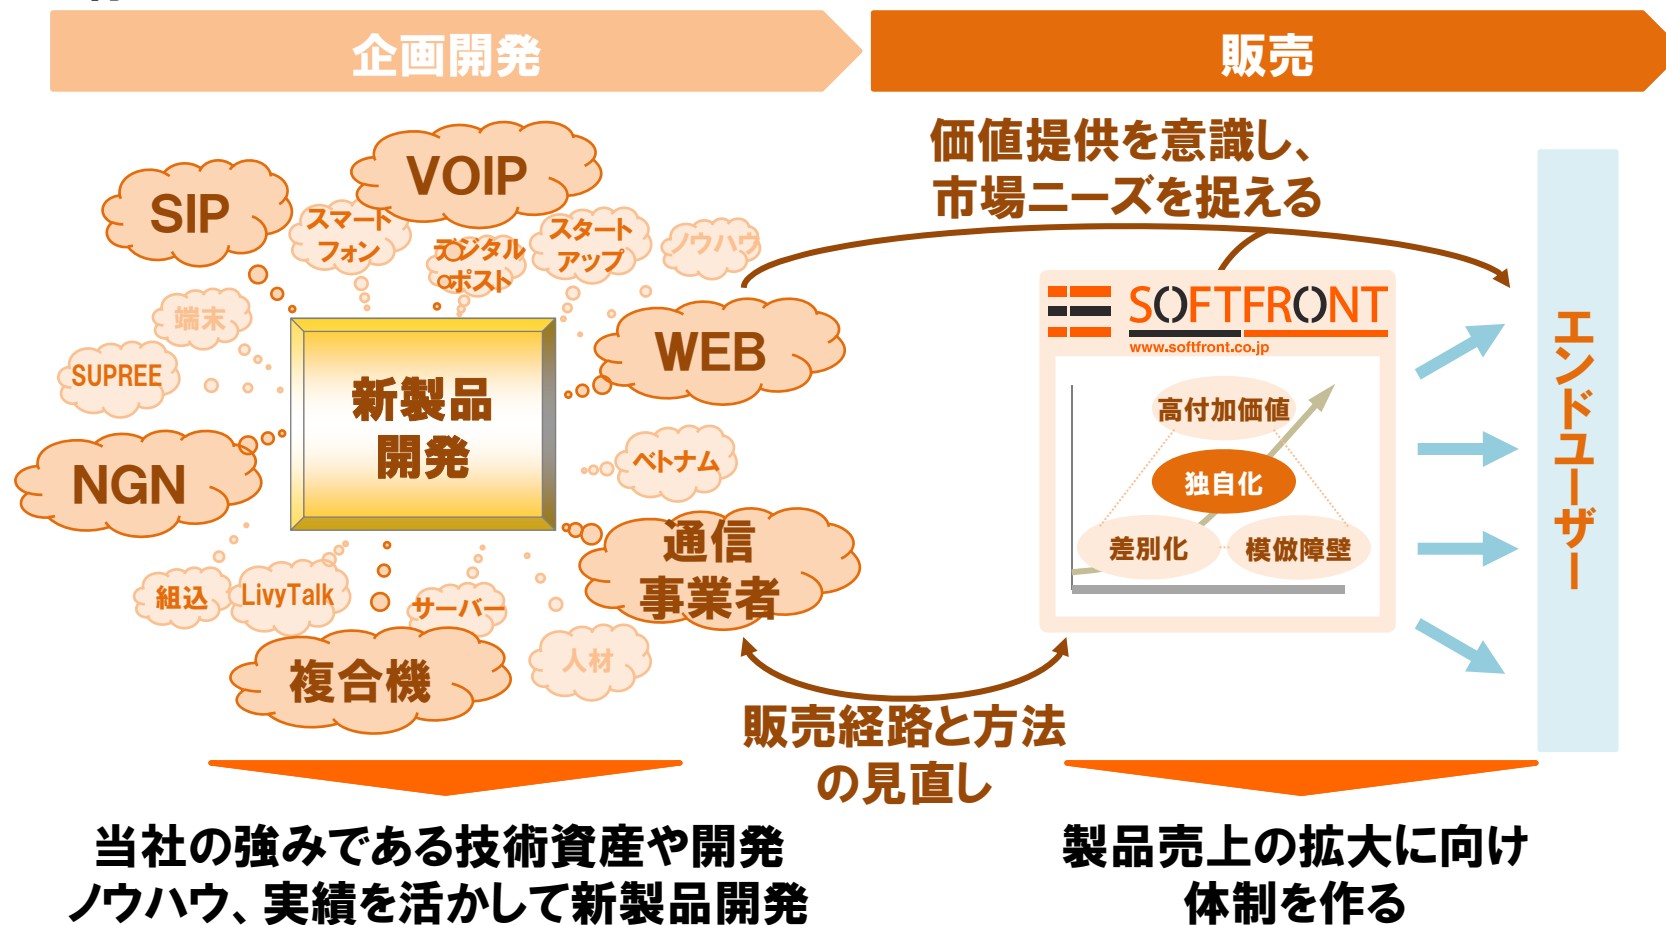 企画開発
販売
価値提供を意識し、
市場ニーズを捉える
VOIP
SIP
スマート
フォン
デジタル
ポスト
スタート
アップ
ノウハウ
端末
WEB
SUPREE
新製品
開発
NGN
ベトナム
通信
事業者
組込
LivyTalk
サーバー
複合機
人材
SOFTFRONT
www.softfront.co.jp
高付加価値
独自化
差別化
模倣障壁
エンドユーザー
販売経路と方法
の見直し
当社の強みである技術資産や開発
ノウハウ、実績を活かして新製品開発
製品売上の拡大に向け
体制を作る